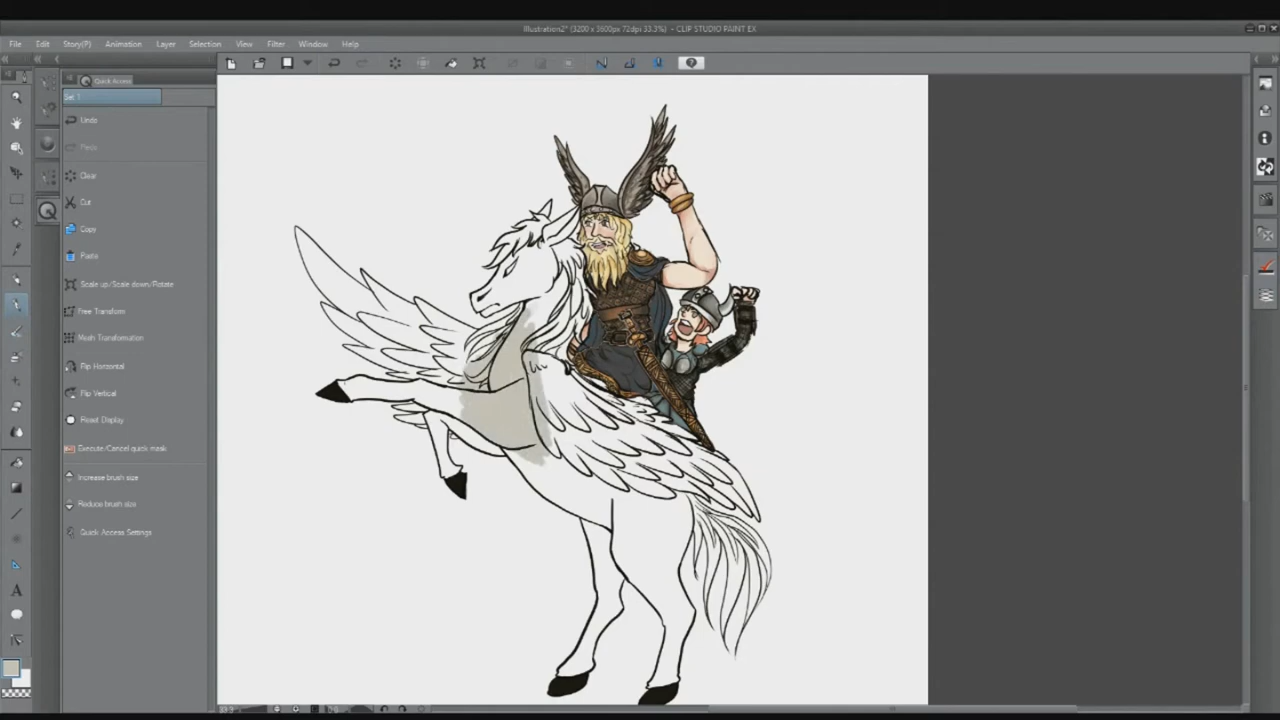 Illustration2* (3200 x 3600px 72dpi 33.3%) - CLIP STUDIO PAINT EX
File Edit Story(P) Animation Layer Selection View Filter Window Help
Quick Access
Set 1
Undo
Redo
Clear
Cut
Copy
Paste
Scale up/Scale down/Rotate
Free Transform
Mesh Transformation
Flip Horizontal
Flip Vertical
Reset Display
Execute/Cancel quick mask
Increase brush size
Reduce brush size
Quick Access Settings